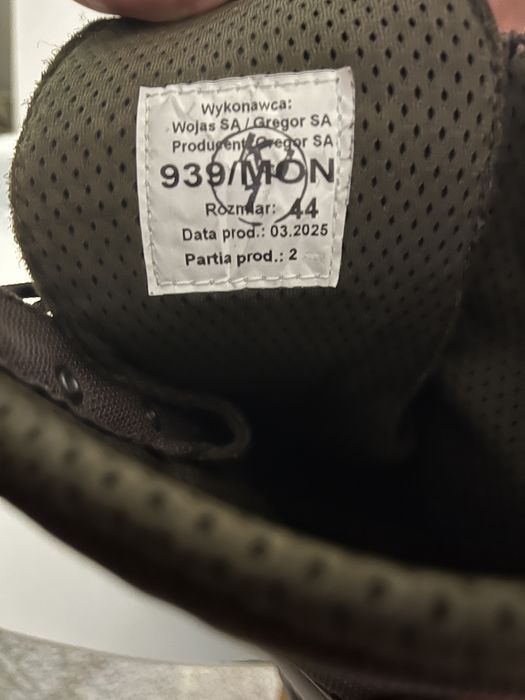 Wykonawca:
Wojas SA / Gregor SA
Producent: Gregor SA
939/MON
Rozmiar: 44
Data prod.: 03.2025
Partia prod.: 2